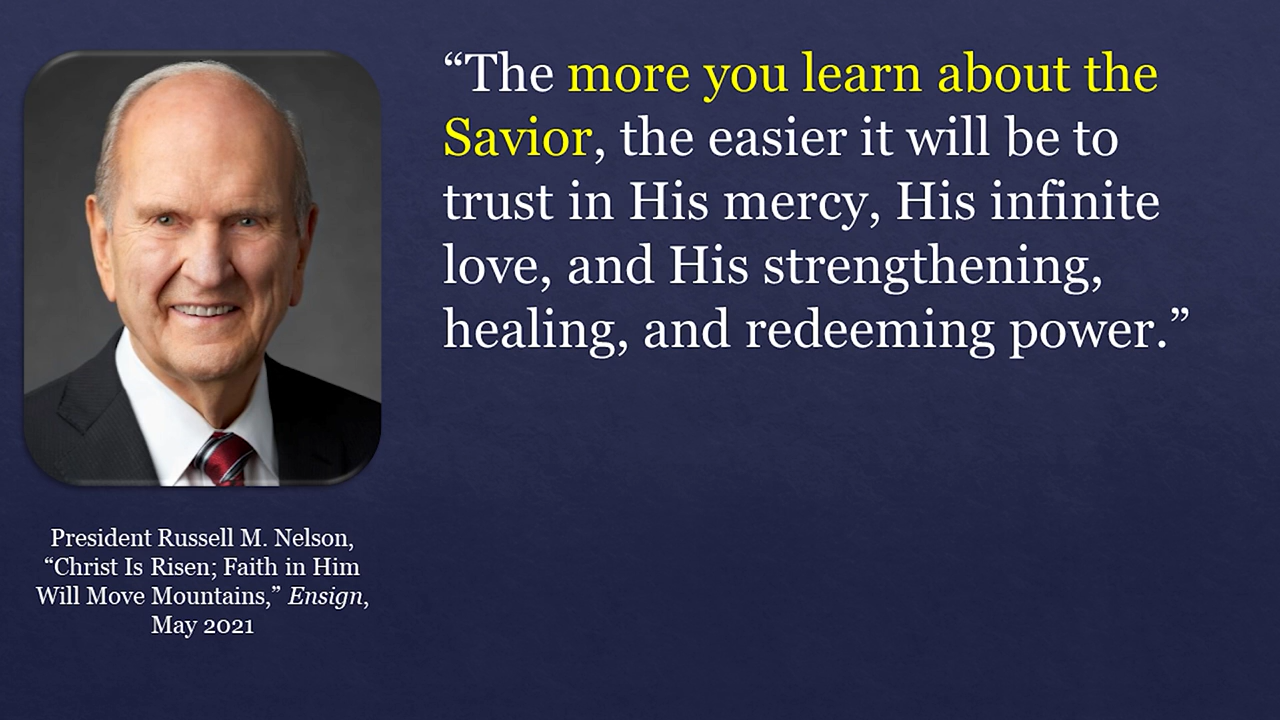 “The more you learn about the
Savior, the easier it will be to
trust in His mercy, His infinite
love, and His strengthening,
healing, and redeeming power.”
President Russell M. Nelson,
“Christ Is Risen; Faith in Him
Will Move Mountains,” Ensign,
May 2021